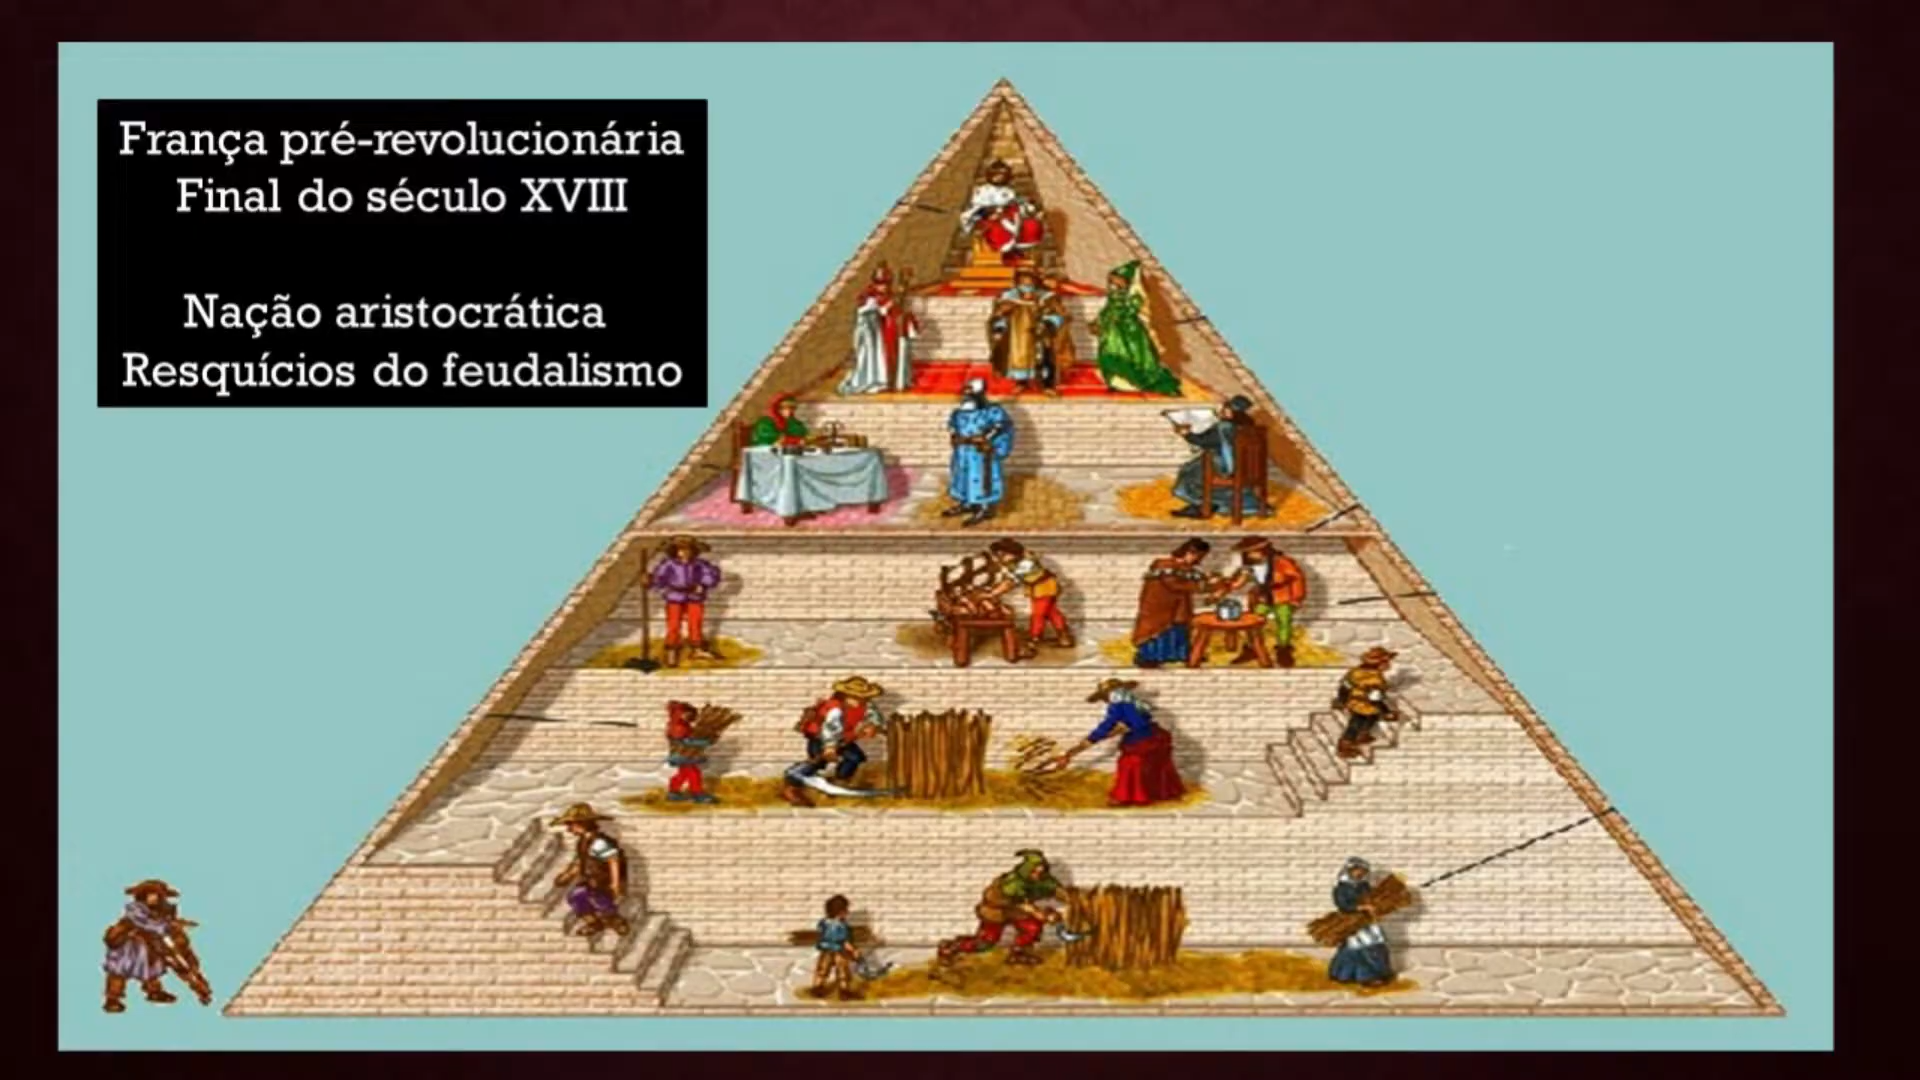 França pré-revolucionária
Final do século XVIII
Nação aristocrática
Resquícios do feudalismo